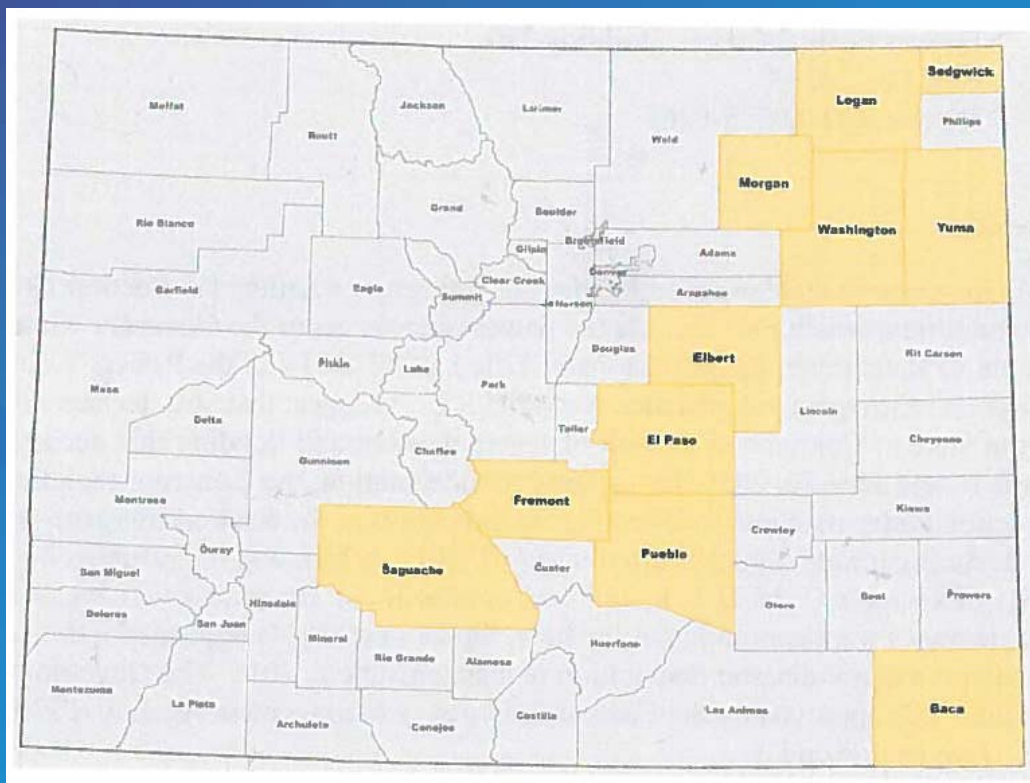 Sedgwick
Logan
Phillips
Moffat
Jackson
Larimer
Routt
Weld
Morgan
Washington
Yuma
Rio Blanco
Grand
Boulder
Broomfield
Gilpin
Adams
Denver
Clear Creek
Garfield
Eagle
Summit
Jefferson
Arapahoe
Douglas
Elbert
Kit Carson
Pitkin
Lake
Park
Mesa
Delta
Teller
El Paso
Lincoln
Cheyenne
Gunnison
Chaffee
Fremont
Montrose
Kiowa
Crowley
Pueblo
Ouray
Saguache
Custer
San Miguel
Hinsdale
Otero
Bent
Prowers
Dolores
San Juan
Mineral
Huerfano
Rio Grande
Alamosa
Montezuma
La Plata
Archuleta
Conejos
Costilla
Las Animas
Baca